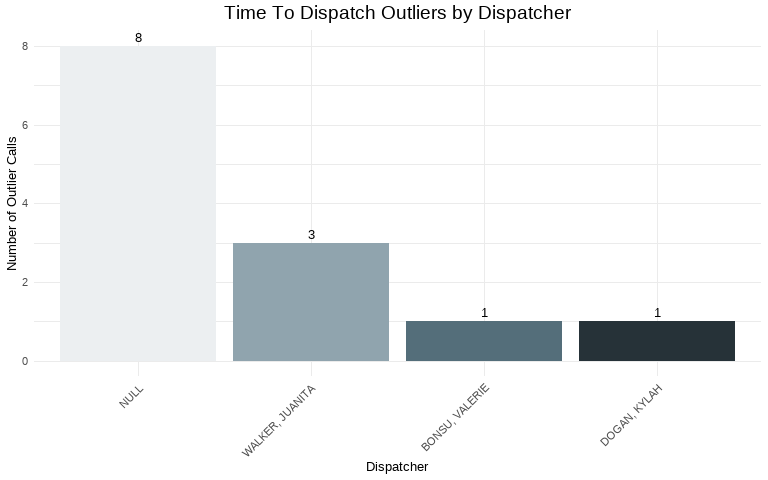 Time To Dispatch Outliers by Dispatcher
Number of Outlier Calls
8
6
4
2
0
8
3
1
1
NULL
WALKER, JUANITA
BONSU, VALERIE
DOGAN, KYLAH
Dispatcher